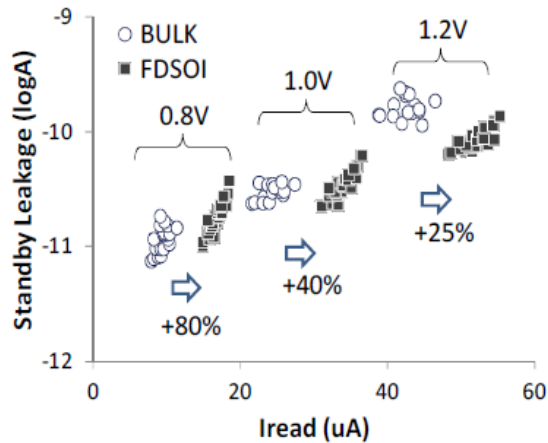 -9
BULK
FDSOI
1.2V
1.0V
0.8V
-10
-11
-12
+25%
+40%
+80%
0
20
40
60
Standby Leakage (logA)
Iread (uA)